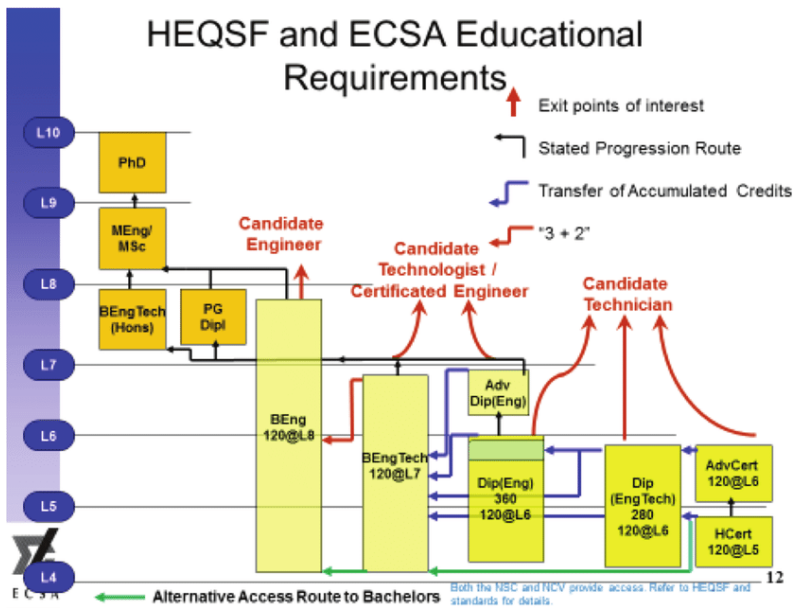 HEQSF and ECSA Educational
Requirements
Exit points of interest
Stated Progression Route
Transfer of Accumulated Credits
"3 + 2"
L10
L9
L8
L7
L6
L5
L4
PhD
MEng/
MSc
BEngTech
(Hons)
PG
Dipl
Candidate
Engineer
Candidate
Technologist /
Certificated Engineer
Candidate
Technician
BEng
120@L8
BEngTech
120@L7
Adv
Dip(Eng)
Dip(Eng)
360
120@L6
Dip
(EngTech)
280
120@L6
AdvCert
120@L6
HCert
120@L5
ECSA
12
Alternative Access Route to Bachelors
Both the NSC and NCV provide access. Refer to HEQSF and
standards for details.